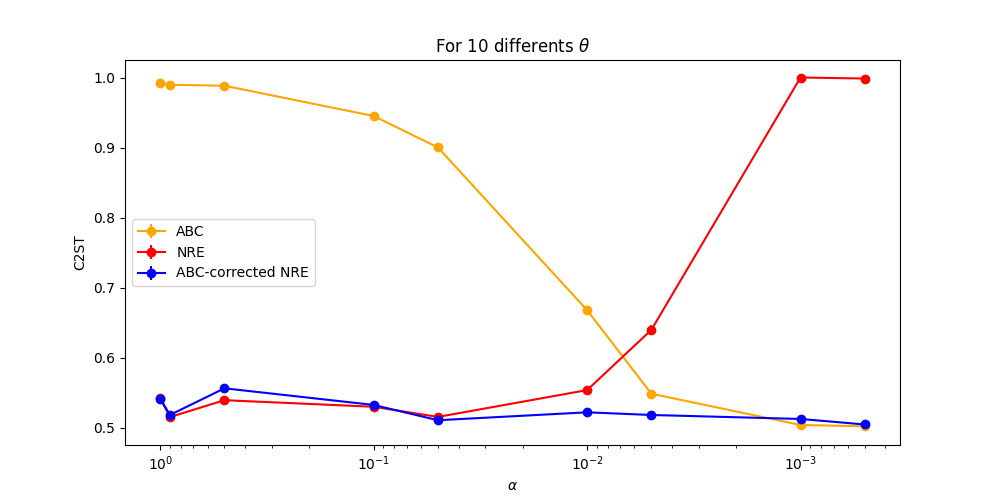 For 10 differents θ
1.0
0.9
0.8
0.7
0.6
0.5
C2ST
ABC
NRE
ABC-corrected NRE
10⁰ 10⁻¹ 10⁻² 10⁻³
α